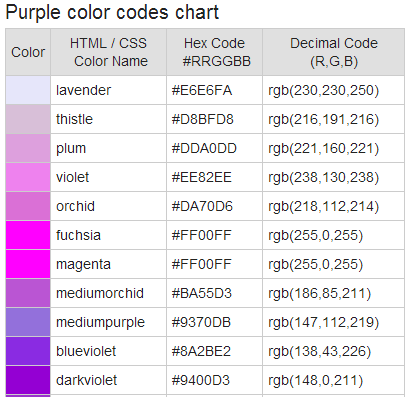 Purple color codes chart
Color HTML / CSS Color Name Hex Code #RRGGBB Decimal Code (R,G,B)
lavender #E6E6FA rgb(230,230,250)
thistle #D8BFD8 rgb(216,191,216)
plum #DDA0DD rgb(221,160,221)
violet #EE82EE rgb(238,130,238)
orchid #DA70D6 rgb(218,112,214)
fuchsia #FF00FF rgb(255,0,255)
magenta #FF00FF rgb(255,0,255)
mediumorchid #BA55D3 rgb(186,85,211)
mediumpurple #9370DB rgb(147,112,219)
blueviolet #8A2BE2 rgb(138,43,226)
darkviolet #9400D3 rgb(148,0,211)